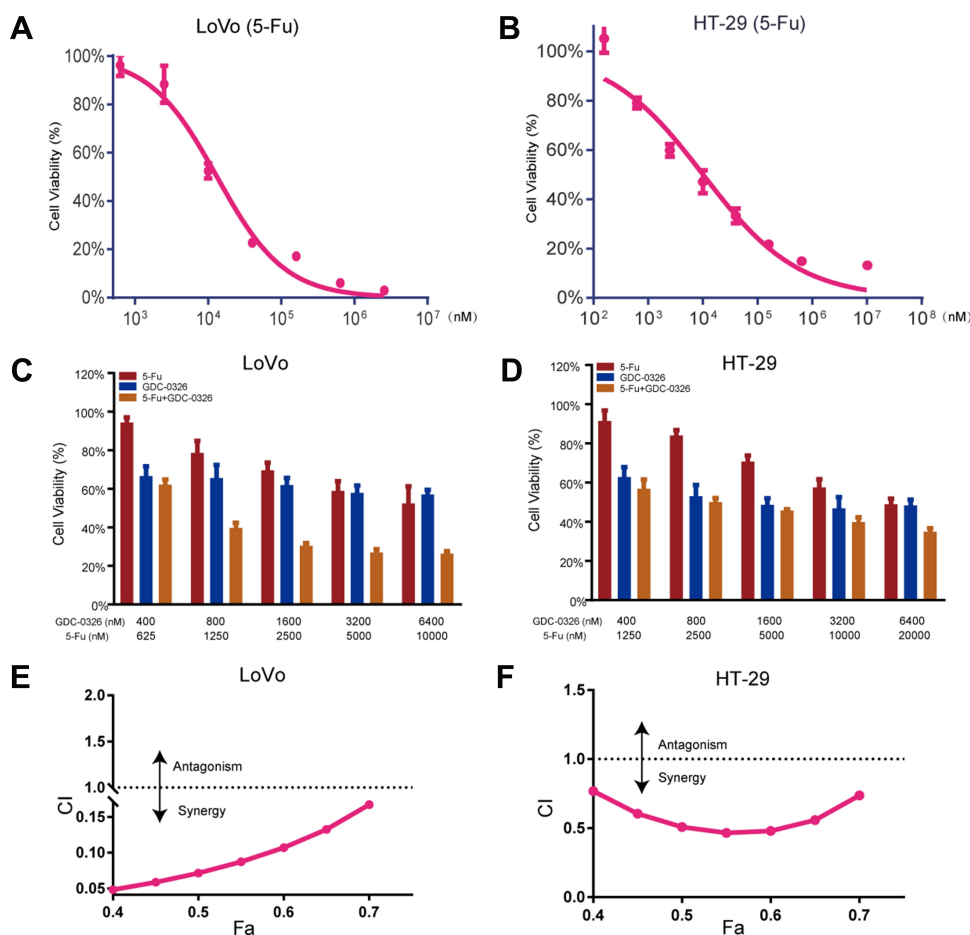 A
LoVo (5-Fu)
Cell Viability (%)
100%
80%
60%
40%
20%
0%
10³ 10⁴ 10⁵ 10⁶ 10⁷ (nM)
B
HT-29 (5-Fu)
Cell Viability (%)
100%
80%
60%
40%
20%
0%
10² 10³ 10⁴ 10⁵ 10⁶ 10⁷ 10⁸ (nM)
C
LoVo
5-Fu
GDC-0326
5-Fu+GDC-0326
Cell Viability (%)
120%
100%
80%
60%
40%
20%
0%
GDC-0326 (nM) 400 800 1600 3200 6400
5-Fu (nM) 625 1250 2500 5000 10000
D
HT-29
5-Fu
GDC-0326
5-Fu+GDC-0326
Cell Viability (%)
120%
100%
80%
60%
40%
20%
0%
GDC-0326 (nM) 400 800 1600 3200 6400
5-Fu (nM) 1250 2500 5000 10000 20000
E
LoVo
CI
2.0
1.5
1.0
0.15
0.10
0.05
Antagonism
Synergy
0.4 0.5 0.6 0.7
Fa
F
HT-29
CI
1.5
1.0
0.5
0.0
Antagonism
Synergy
0.4 0.5 0.6 0.7
Fa